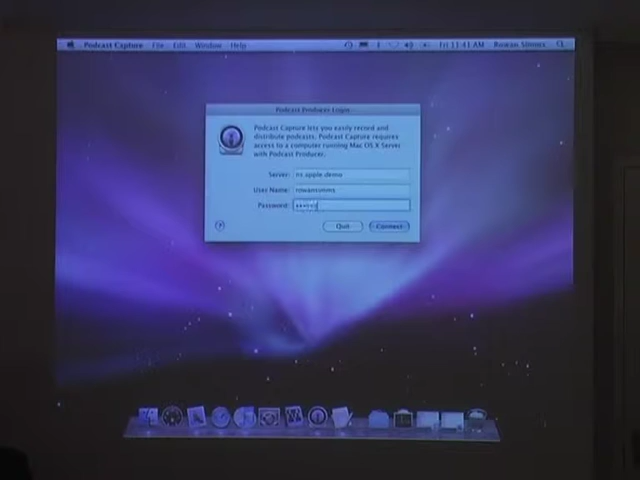 Podcast Capture File Edit Window Help Fri 11:41 AM
Podcast Producer Login
Podcast Capture lets you easily record and
distribute podcasts. Podcast Capture requires
access to a computer running Mac OS X Server
with Podcast Producer.
Server:
User Name:
Password:
? Quit Connect